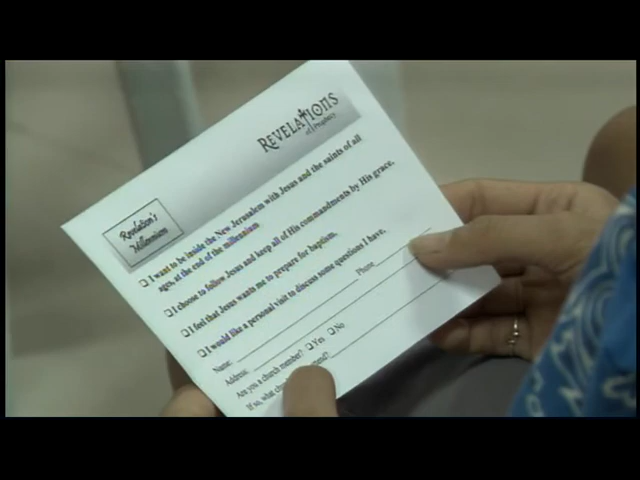 REVELATIONS
of Prophecy
Revelation's
Millennium
❑ I want to be inside the New Jerusalem with Jesus and the saints of all
ages, at the end of the millennium
❑ I choose to follow Jesus and keep all of His commandments by His grace.
❑ I feel that Jesus wants me to prepare for baptism.
❑ I would like a personal visit to discuss some questions I have.
Name: Phone
Address:
Are you a church member? ❑ Yes ❑ No
If so, what